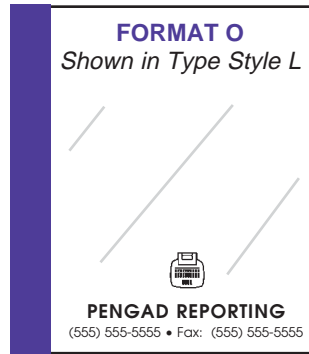 FORMAT O
Shown in Type Style L
PENGAD REPORTING
(555) 555-5555 • Fax: (555) 555-5555